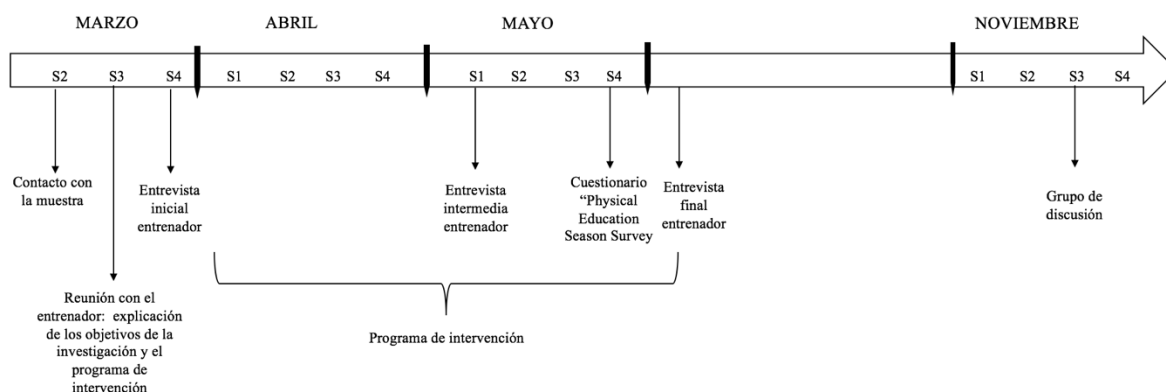 MARZO
ABRIL
MAYO
NOVIEMBRE
S2 S3 S4 S1 S2 S3 S4 S1 S2 S3 S4 S1 S2 S3 S4
Contacto con
la muestra
Reunión con el
entrenador: explicación
de los objetivos de la
investigación y el
programa de
intervención
Entrevista
inicial
entrenador
Entrevista
intermedia
entrenador
Cuestionario
“Physical
Education
Season Survey
Entrevista
final
entrenador
Grupo de
discusión
Programa de intervención